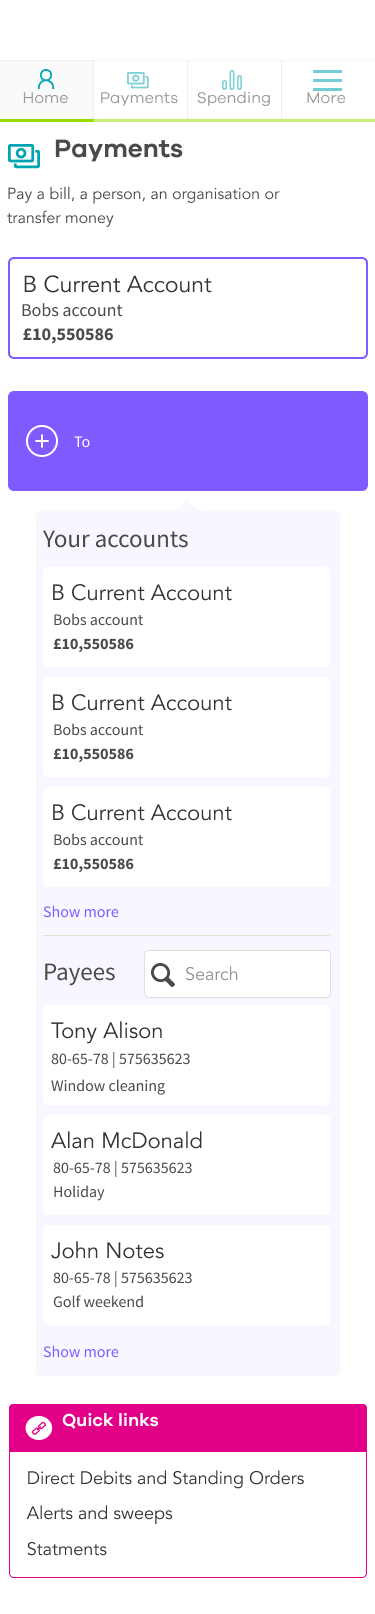 Home
Payments
Spending
More
Payments
Pay a bill, a person, an organisation or
transfer money
B Current Account
Bobs account
£10,550586
To
Your accounts
B Current Account
Bobs account
£10,550586
B Current Account
Bobs account
£10,550586
B Current Account
Bobs account
£10,550586
Show more
Payees
Search
Tony Alison
80-65-78 | 575635623
Window cleaning
Alan McDonald
80-65-78 | 575635623
Holiday
John Notes
80-65-78 | 575635623
Golf weekend
Show more
Quick links
Direct Debits and Standing Orders
Alerts and sweeps
Statments